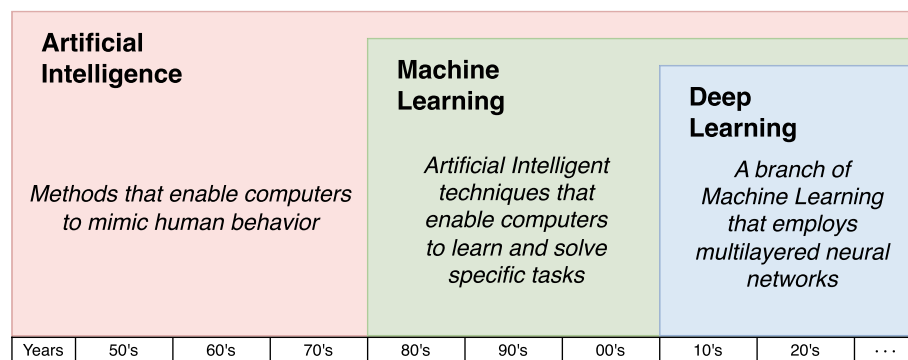 Artificial
Intelligence
Methods that enable computers
to mimic human behavior
Machine
Learning
Artificial Intelligent
techniques that
enable computers
to learn and solve
specific tasks
Deep
Learning
A branch of
Machine Learning
that employs
multilayered neural
networks
Years 50's 60's 70's 80's 90's 00's 10's 20's ...